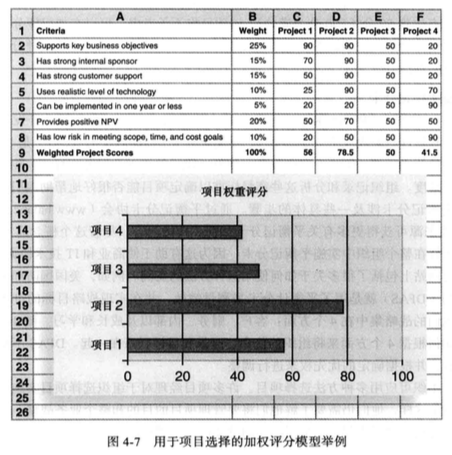 A B C D E F
1 Criteria Weight Project 1 Project 2 Project 3 Project 4
2 Supports key business objectives 25% 90 90 50 20
3 Has strong internal sponsor 15% 70 90 50 20
4 Has strong customer support 15% 50 90 50 20
5 Uses realistic level of technology 10% 25 90 50 70
6 Can be implemented in one year or less 5% 20 20 50 90
7 Provides positive NPV 20% 50 70 50 50
8 Has low risk in meeting scope, time, and cost goals 10% 20 50 50 90
9 Weighted Project Scores 100% 56 78.5 50 41.5
10
11
12 项目权重评分
13
14 项目4
15
16 项目3
17
18
19 项目2
20
21 项目1
22
23
24 0 20 40 60 80 100
25
26
图 4-7 用于项目选择的加权评分模型举例